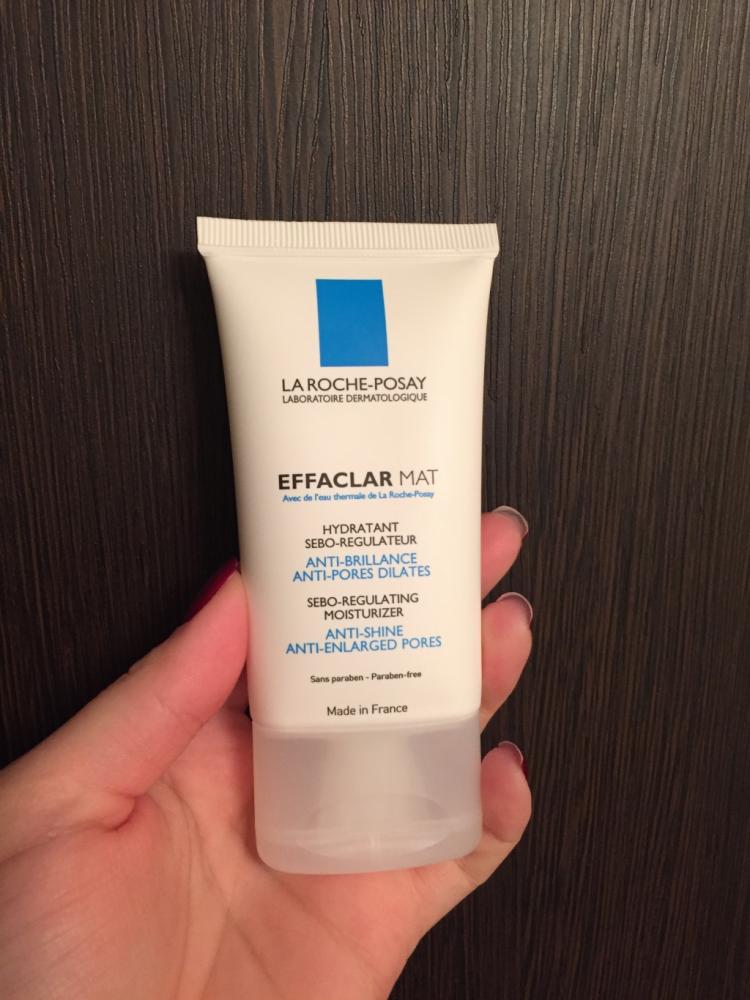 LA ROCHE-POSAY
LABORATOIRE DERMATOLOGIQUE
EFFACLAR MAT
Avec de l'eau thermale de La Roche-Posay
HYDRATANT
SEBO-REGULATEUR
ANTI-BRILLANCE
ANTI-PORES DILATES
SEBO-REGULATING
MOISTURIZER
ANTI-SHINE
ANTI-ENLARGED PORES
Sans paraben - Paraben-free
Made in France